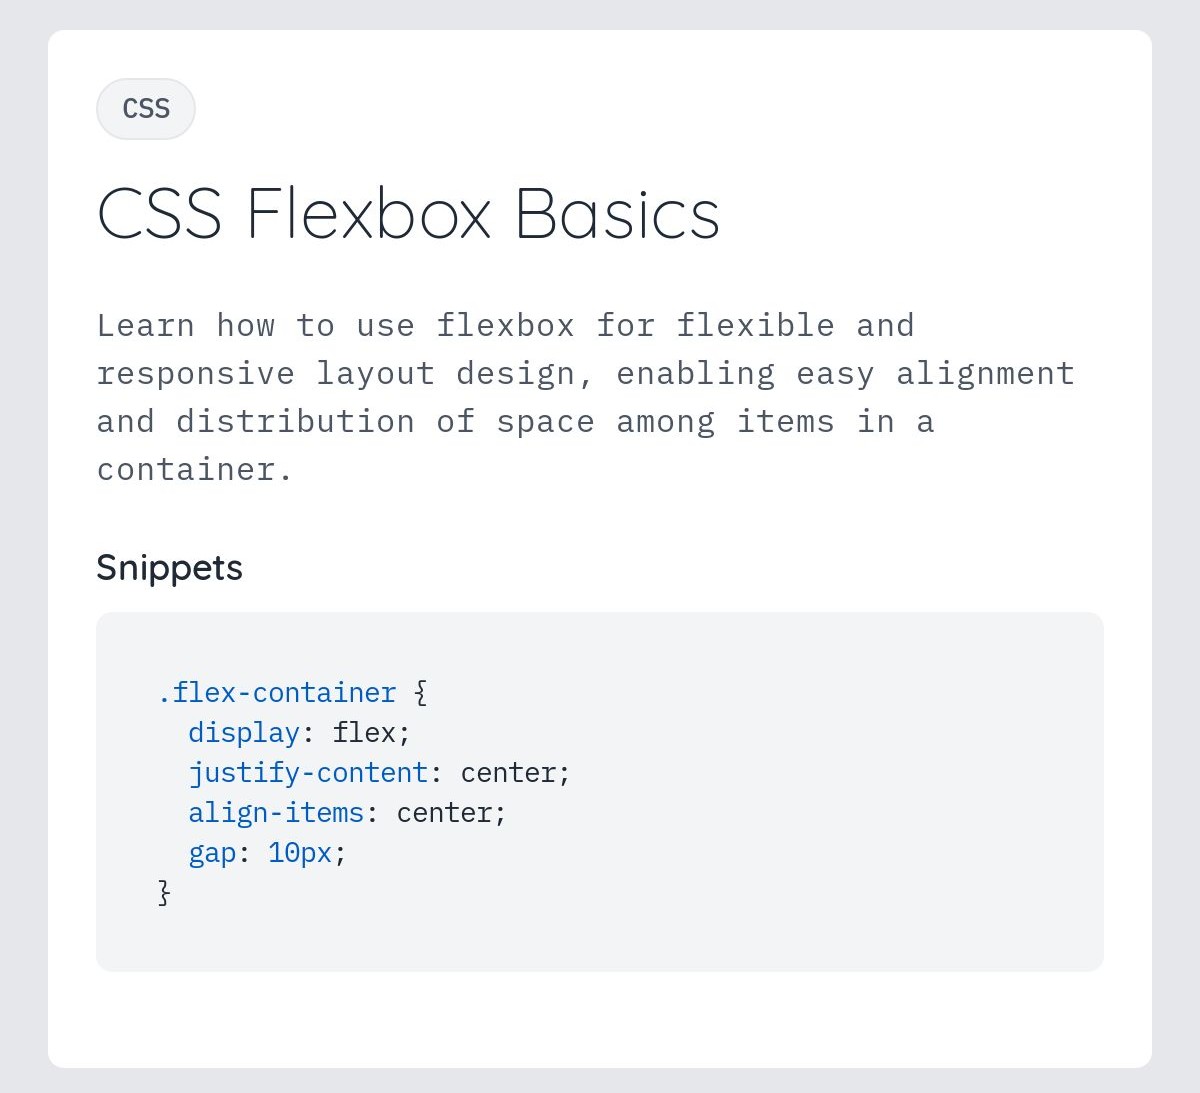 CSS
CSS Flexbox Basics
Learn how to use flexbox for flexible and
responsive layout design, enabling easy alignment
and distribution of space among items in a
container.
Snippets
.flex-container {
  display: flex;
  justify-content: center;
  align-items: center;
  gap: 10px;
}